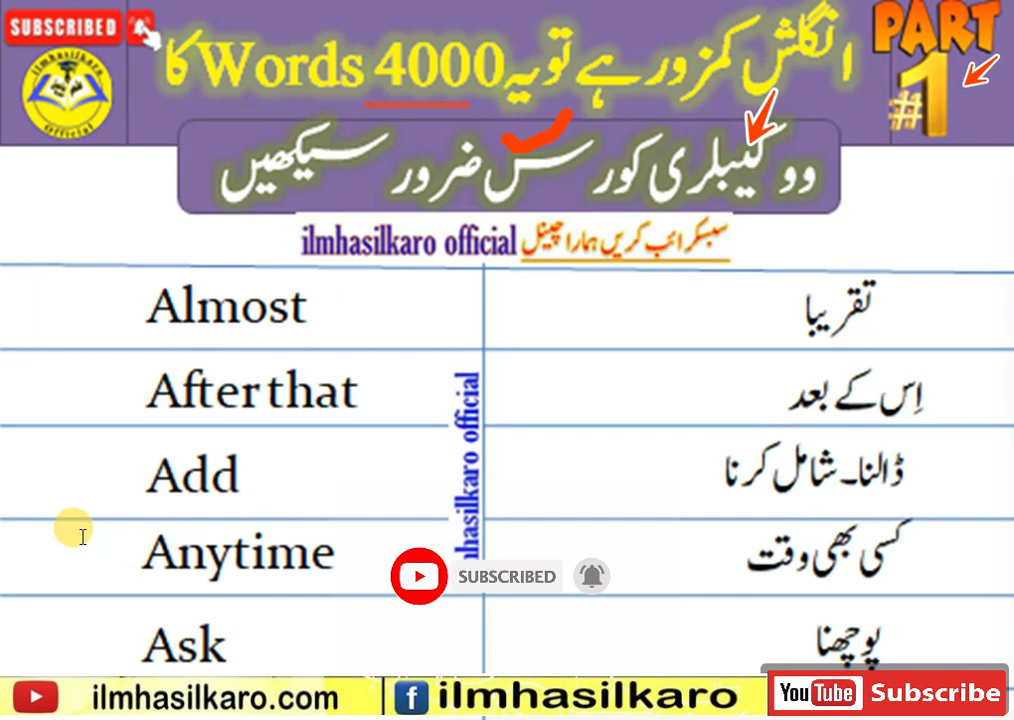 SUBSCRIBED
ilmhasilkaro
Official
PART
#1
انگلش کمزور ہے تو یہ 4000 Words کا
ووکیبلری کورس ضرور سیکھیں
سبسکرائب کریں ہمارا چینل ilmhasilkaro official
Almost تقریبا
After that اِس کے بعد
Add ڈالنا۔شامل کرنا
Anytime کسی بھی وقت
Ask پوچھنا
ilmhasilkaro official
SUBSCRIBED
ilmhasilkaro.com
f ilmhasilkaro
YouTube Subscribe